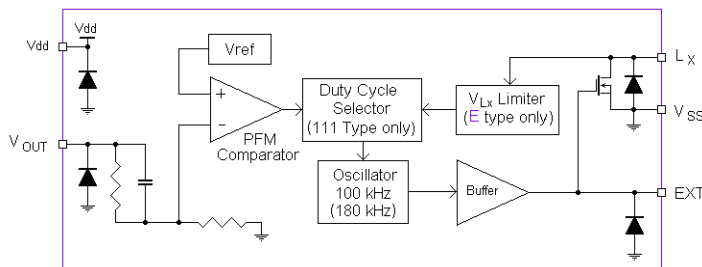 Vdd
Vdd
Vref
+
−
PFM
Comparator
Duty Cycle
Selector
(111 Type only)
VLx Limiter
(E type only)
LX
VSS
VOUT
Oscillator
100 kHz
(180 kHz)
Buffer
EXT